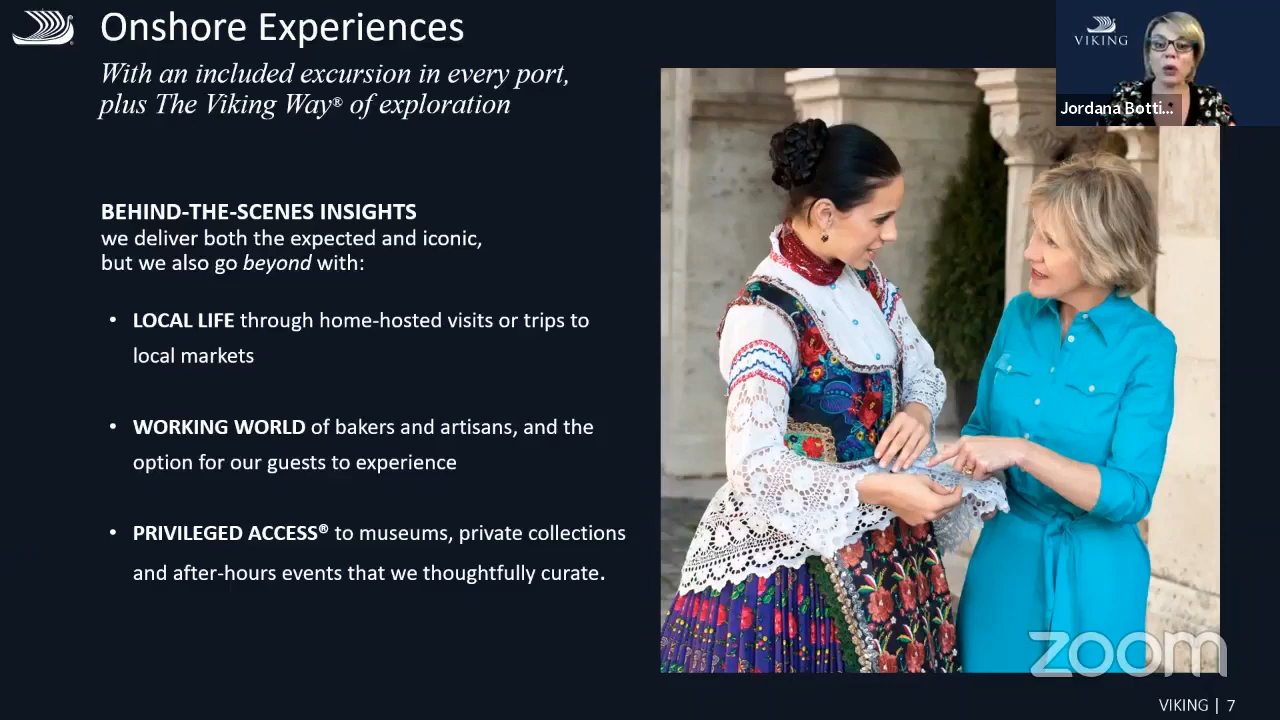 Onshore Experiences
With an included excursion in every port,
plus The Viking Way® of exploration
VIKING
Jordana Botti...
BEHIND-THE-SCENES INSIGHTS
we deliver both the expected and iconic,
but we also go beyond with:
• LOCAL LIFE through home-hosted visits or trips to
local markets
• WORKING WORLD of bakers and artisans, and the
option for our guests to experience
• PRIVILEGED ACCESS® to museums, private collections
and after-hours events that we thoughtfully curate.
zoom
VIKING | 7